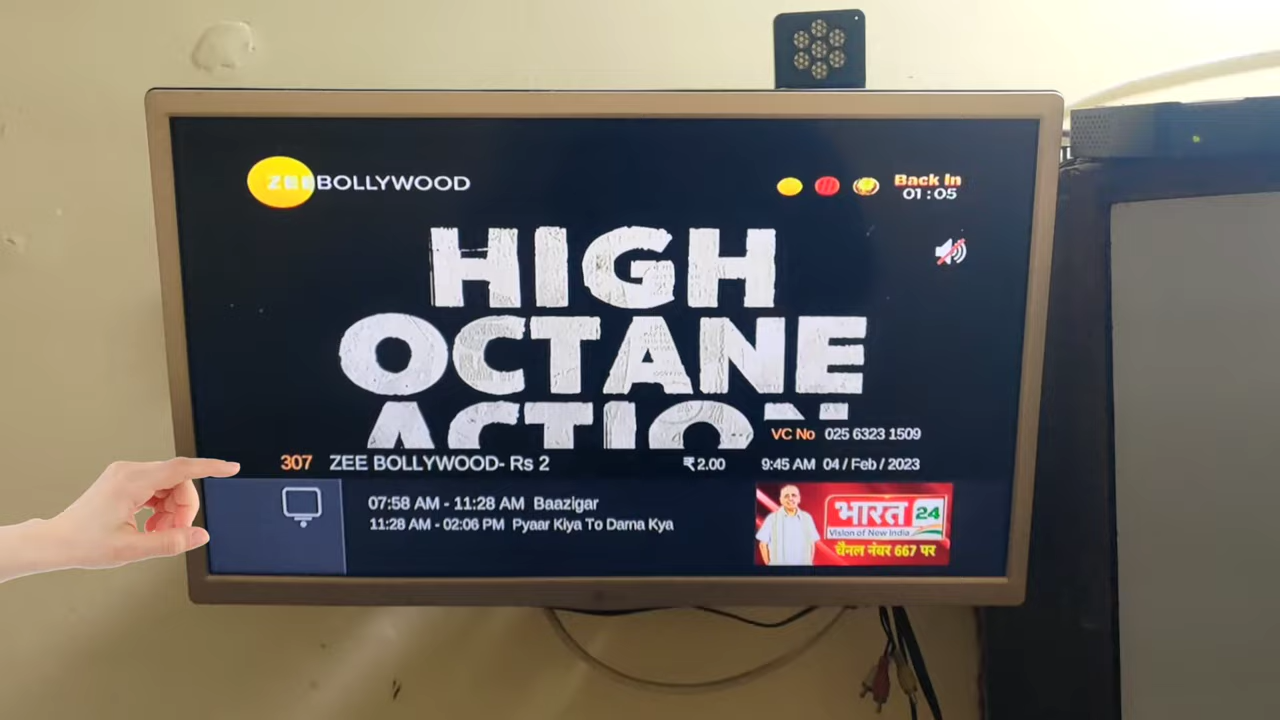 ZEE BOLLYWOOD
Back In
01:05
HIGH
OCTANE
ACTION
VC No 025 6323 1509
307 ZEE BOLLYWOOD- Rs 2 ₹2.00 9:45 AM 04 / Feb / 2023
07:58 AM - 11:28 AM Baazigar
11:28 AM - 02:06 PM Pyaar Kiya To Darna Kya
भारत 24
Vision of New India
चैनल नंबर 667 पर